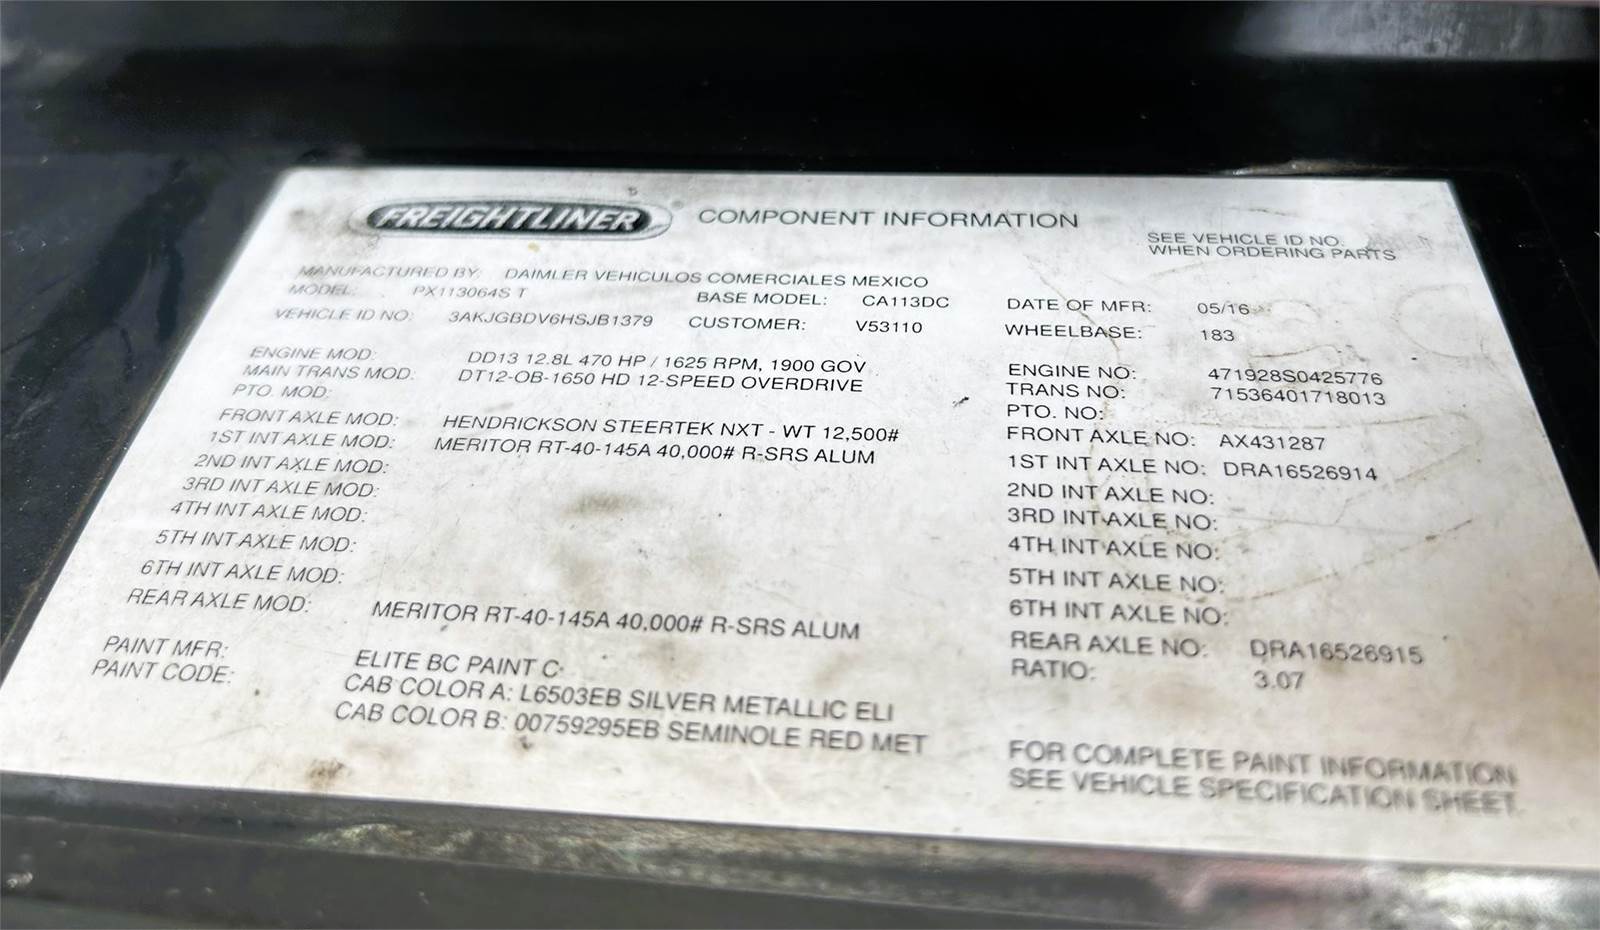 FREIGHTLINER COMPONENT INFORMATION
SEE VEHICLE ID NO.
WHEN ORDERING PARTS
MANUFACTURED BY: DAIMLER VEHICULOS COMERCIALES MEXICO
MODEL: PX113064S T BASE MODEL: CA113DC DATE OF MFR: 05/16
VEHICLE ID NO: 3AKJGBDV6HSJB1379 CUSTOMER: V53110 WHEELBASE: 183
ENGINE MOD: DD13 12.8L 470 HP / 1625 RPM, 1900 GOV ENGINE NO: 471928S0425776
MAIN TRANS MOD: DT12-OB-1650 HD 12-SPEED OVERDRIVE TRANS NO: 71536401718013
PTO. MOD: PTO. NO:
FRONT AXLE MOD: HENDRICKSON STEERTEK NXT - WT 12,500# FRONT AXLE NO: AX431287
1ST INT AXLE MOD: MERITOR RT-40-145A 40,000# R-SRS ALUM 1ST INT AXLE NO: DRA16526914
2ND INT AXLE MOD: 2ND INT AXLE NO:
3RD INT AXLE MOD: 3RD INT AXLE NO:
4TH INT AXLE MOD: 4TH INT AXLE NO:
5TH INT AXLE MOD: 5TH INT AXLE NO:
6TH INT AXLE MOD: 6TH INT AXLE NO:
REAR AXLE MOD: MERITOR RT-40-145A 40,000# R-SRS ALUM REAR AXLE NO: DRA16526915
RATIO: 3.07
PAINT MFR: ELITE BC PAINT C
PAINT CODE: CAB COLOR A: L6503EB SILVER METALLIC ELI
CAB COLOR B: 00759295EB SEMINOLE RED MET
FOR COMPLETE PAINT INFORMATION
SEE VEHICLE SPECIFICATION SHEET.